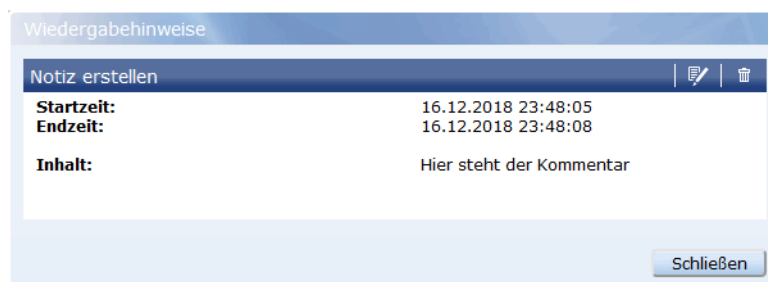 Wiedergabehinweise
Notiz erstellen
Startzeit: 16.12.2018 23:48:05
Endzeit: 16.12.2018 23:48:08
Inhalt: Hier steht der Kommentar
Schließen